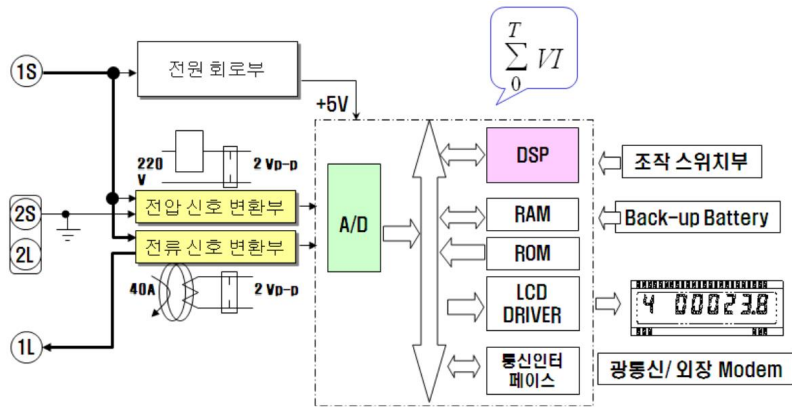 1S
전원 회로부
T
∑ VI
0
+5V
220
V
2 Vp-p
DSP
조작 스위치부
2S
전압 신호 변환부
A/D
RAM
Back-up Battery
2L
전류 신호 변환부
ROM
40A
2 Vp-p
LCD
DRIVER
4 00023.8
1L
통신인터
페이스
광통신/ 외장 Modem